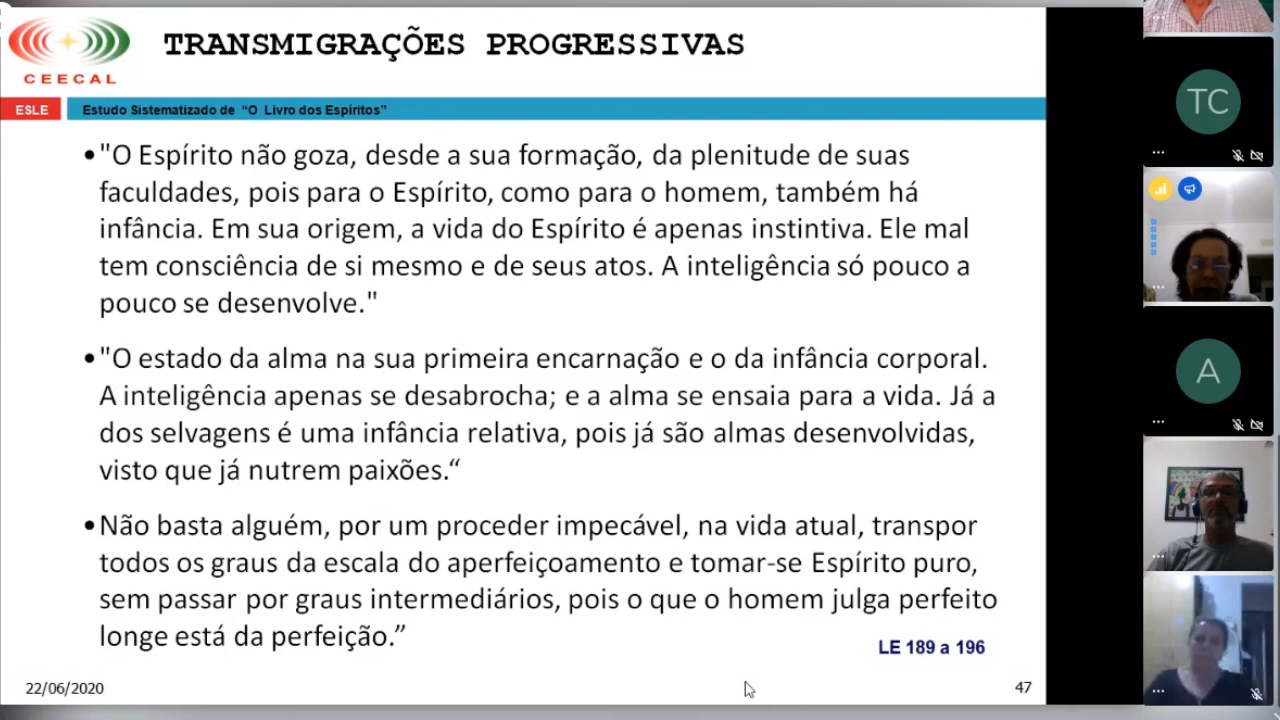 TRANSMIGRAÇÕES PROGRESSIVAS
CEECAL
ESLE
Estudo Sistematizado de “O Livro dos Espíritos”
•"O Espírito não goza, desde a sua formação, da plenitude de suas
faculdades, pois para o Espírito, como para o homem, também há
infância. Em sua origem, a vida do Espírito é apenas instintiva. Ele mal
tem consciência de si mesmo e de seus atos. A inteligência só pouco a
pouco se desenvolve."
•"O estado da alma na sua primeira encarnação e o da infância corporal.
A inteligência apenas se desabrocha; e a alma se ensaia para a vida. Já a
dos selvagens é uma infância relativa, pois já são almas desenvolvidas,
visto que já nutrem paixões.“
•Não basta alguém, por um proceder impecável, na vida atual, transpor
todos os graus da escala do aperfeiçoamento e tomar-se Espírito puro,
sem passar por graus intermediários, pois o que o homem julga perfeito
longe está da perfeição.”
LE 189 a 196
22/06/2020
47
TC
A